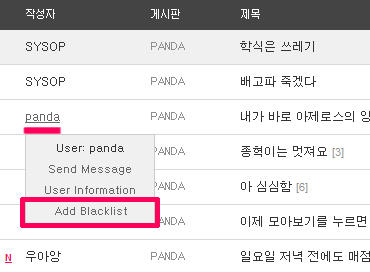 작성자 게시판 제목
SYSOP PANDA 학식은 쓰레기
SYSOP PANDA 배고파 죽겠다
panda PANDA 내가 바로 아제로스의
User: panda PANDA 종혁이는 멋져요 [3]
Send Message
User Information PANDA 아 심심함 [6]
Add Blacklist PANDA 이제 모아보기를 누르면
N 우아앙 PANDA 일요일 저녁 전에도 매점